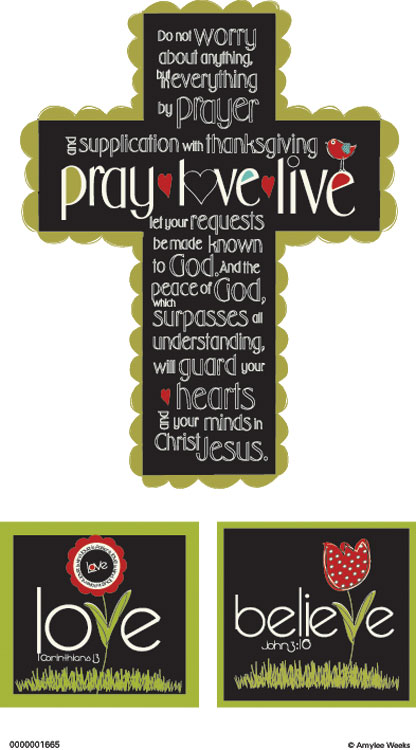 Do not worry
about anything,
but in everything
by prayer
and supplication with thanksgiving
pray • love • live
let your requests
be made known
to God. And the
peace of God,
which
surpasses all
understanding,
will guard your
hearts
and your minds in
Christ Jesus.
love
love
1 Corinthians 13
believe
John 3:18
0000001665
© Amylee Weeks